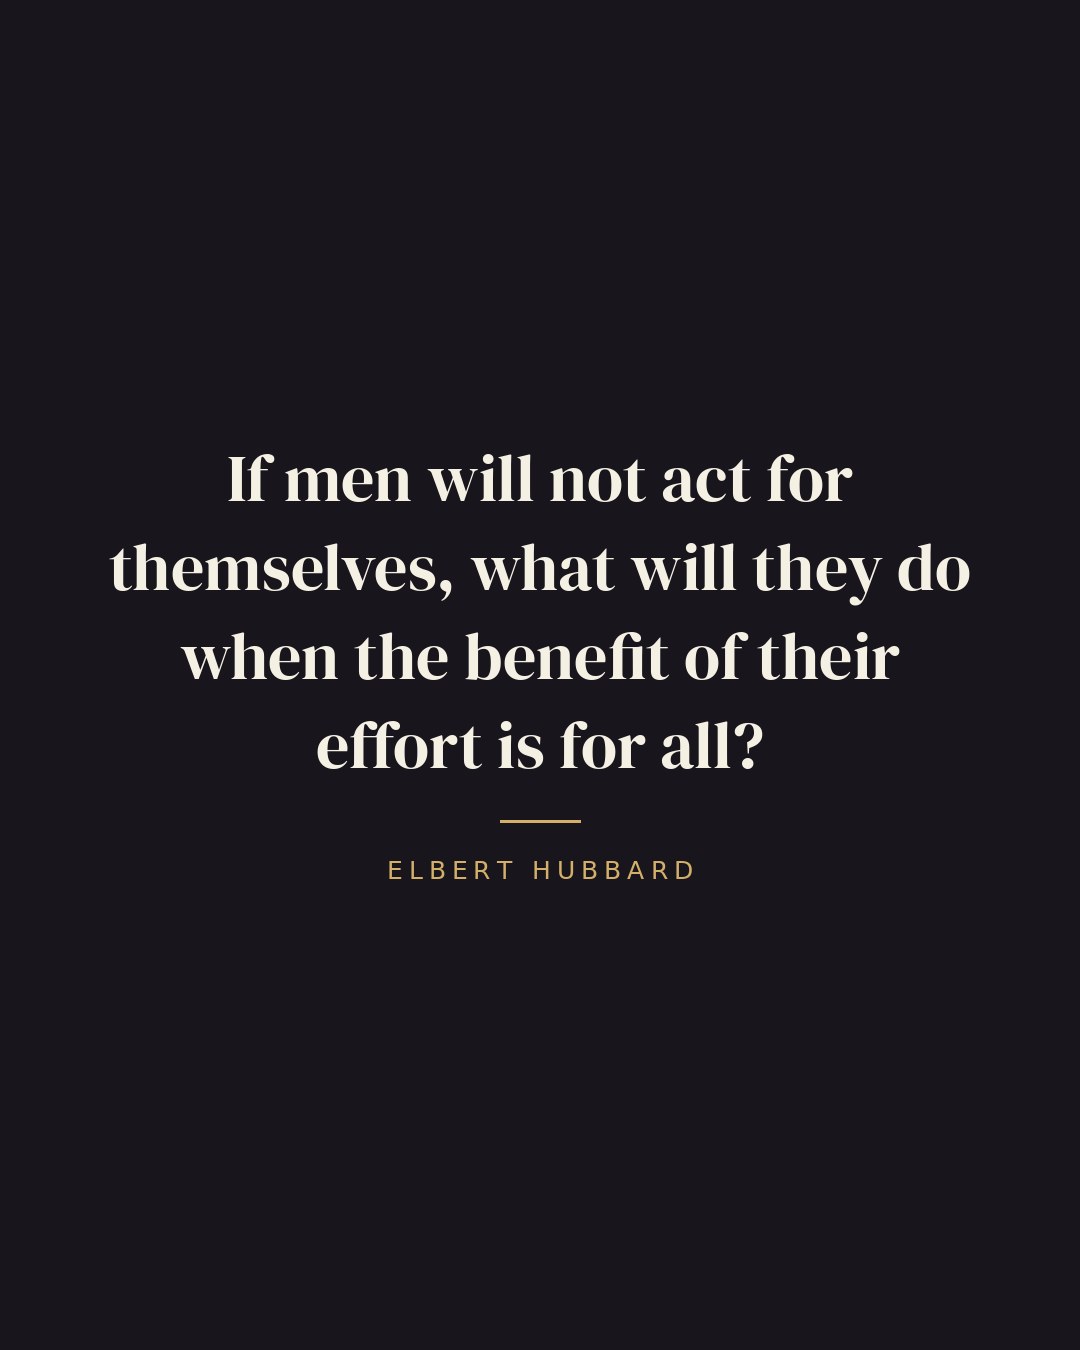 If men will not act for
themselves, what will they do
when the benefit of their
effort is for all?
ELBERT HUBBARD